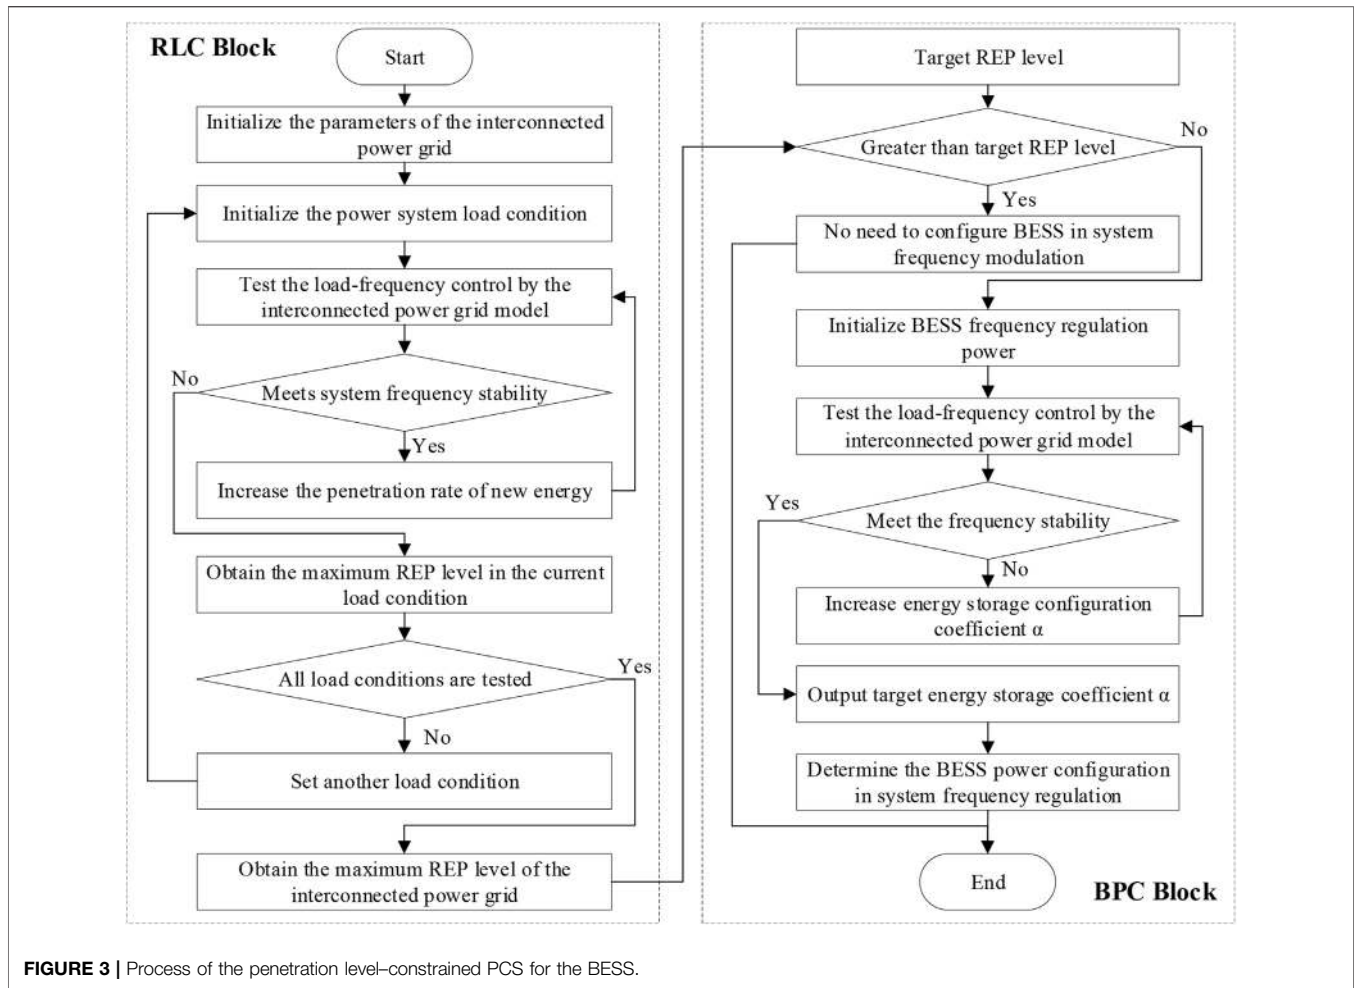 RLC Block
Start
Initialize the parameters of the interconnected
power grid
Initialize the power system load condition
Test the load-frequency control by the
interconnected power grid model
No
Meets system frequency stability
Yes
Increase the penetration rate of new energy
Obtain the maximum REP level in the current
load condition
Yes
All load conditions are tested
No
Set another load condition
Obtain the maximum REP level of the
interconnected power grid
Target REP level
No
Greater than target REP level
Yes
No need to configure BESS in system
frequency modulation
Initialize BESS frequency regulation
power
Test the load-frequency control by the
interconnected power grid model
Yes
Meet the frequency stability
No
Increase energy storage configuration
coefficient α
Output target energy storage coefficient α
Determine the BESS power configuration
in system frequency regulation
End
BPC Block
FIGURE 3 | Process of the penetration level–constrained PCS for the BESS.